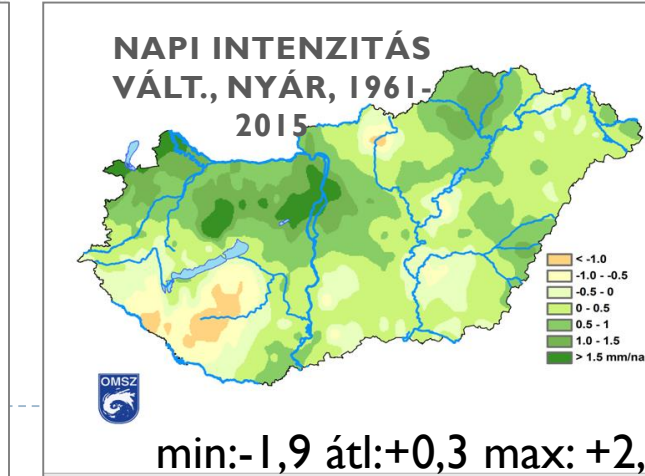 NAPI INTENZITÁS
VÁLT., NYÁR, 1961-
2015
< -1.0
-1.0 - -0.5
-0.5 - 0
0 - 0.5
0.5 - 1
1.0 - 1.5
> 1.5 mm/na
OMSZ
min:-1,9 átl:+0,3 max: +2,